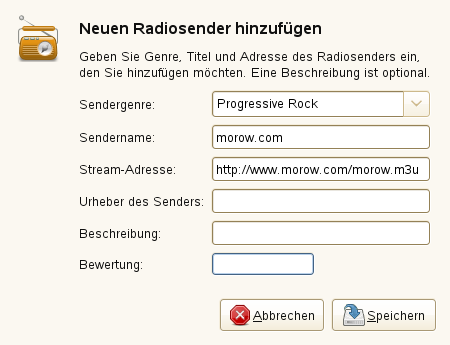 Neuen Radiosender hinzufügen
Geben Sie Genre, Titel und Adresse des Radiosenders ein,
den Sie hinzufügen möchten. Eine Beschreibung ist optional.
Sendergenre: Progressive Rock
Sendername: morow.com
Stream-Adresse: http://www.morow.com/morow.m3u
Urheber des Senders:
Beschreibung:
Bewertung:
Abbrechen Speichern